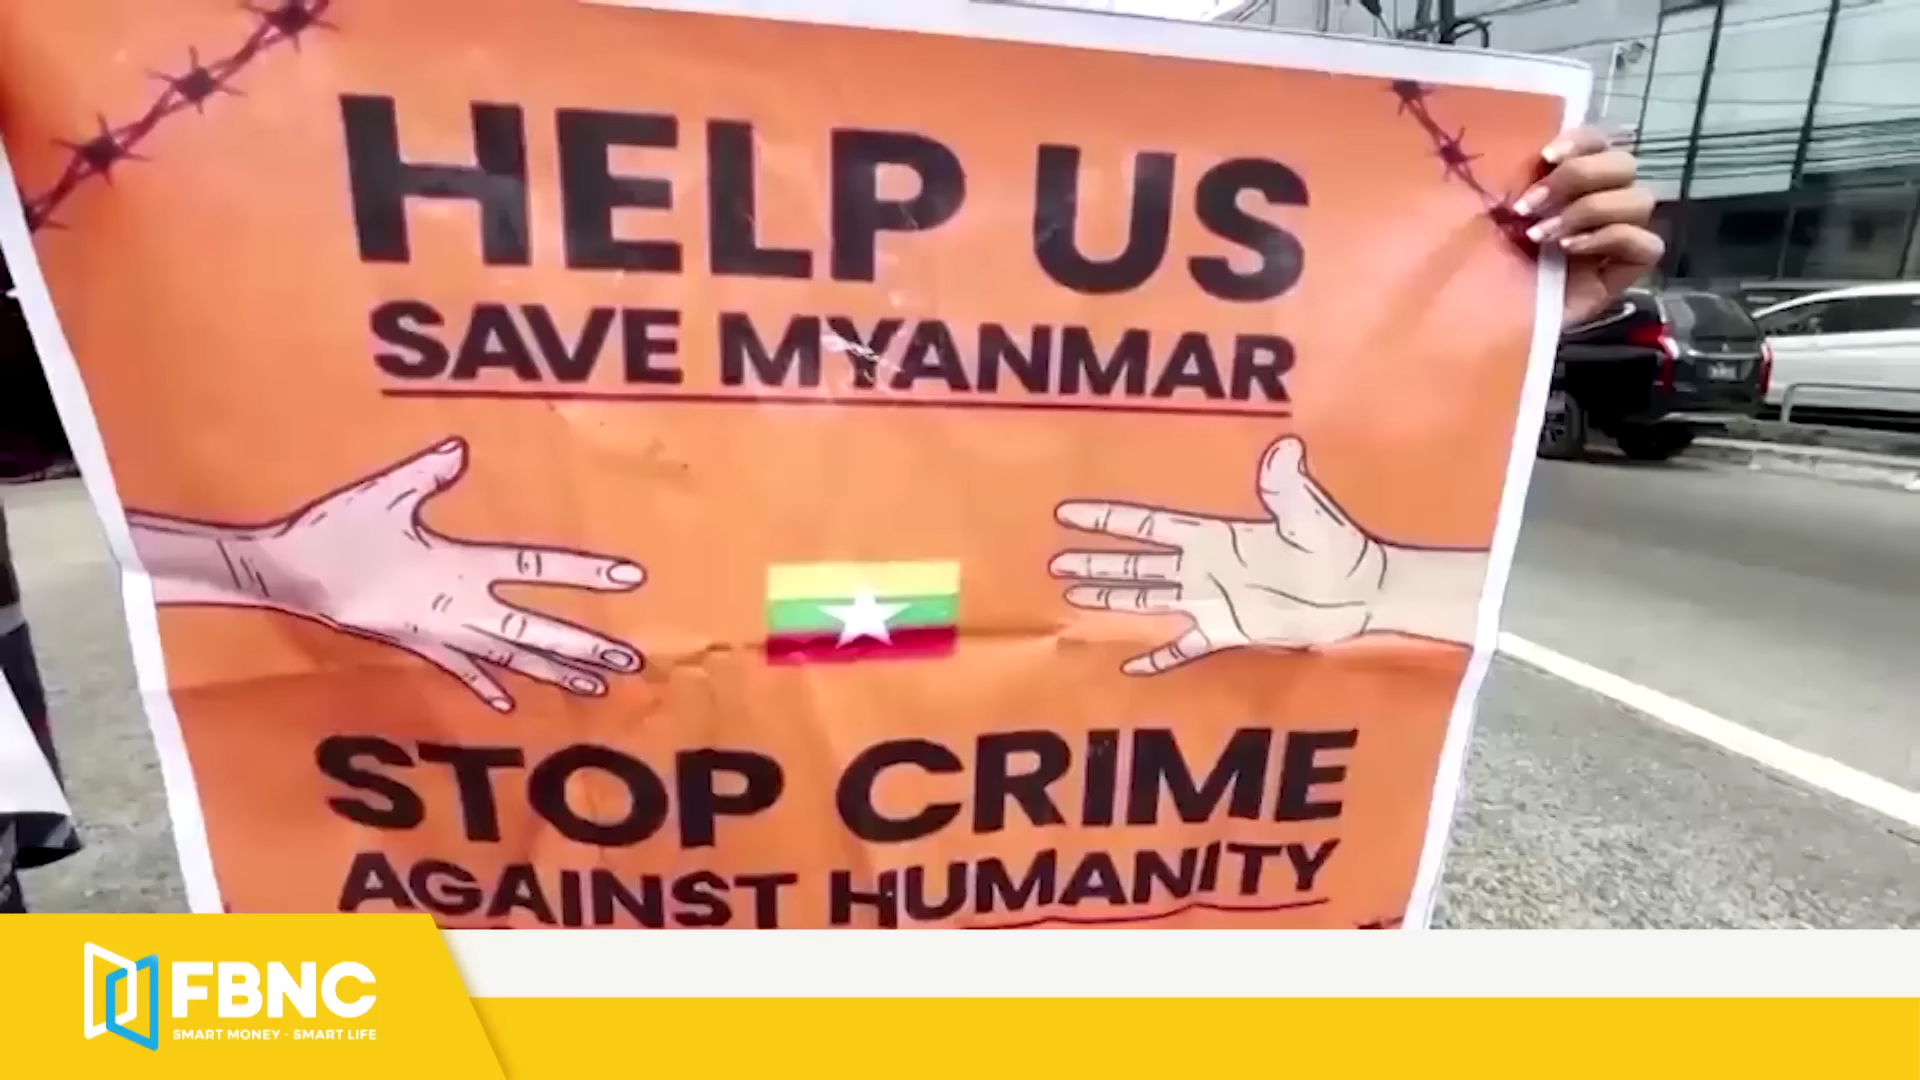 HELP US
SAVE MYANMAR
STOP CRIME
AGAINST HUMANITY
FBNC
SMART MONEY - SMART LIFE